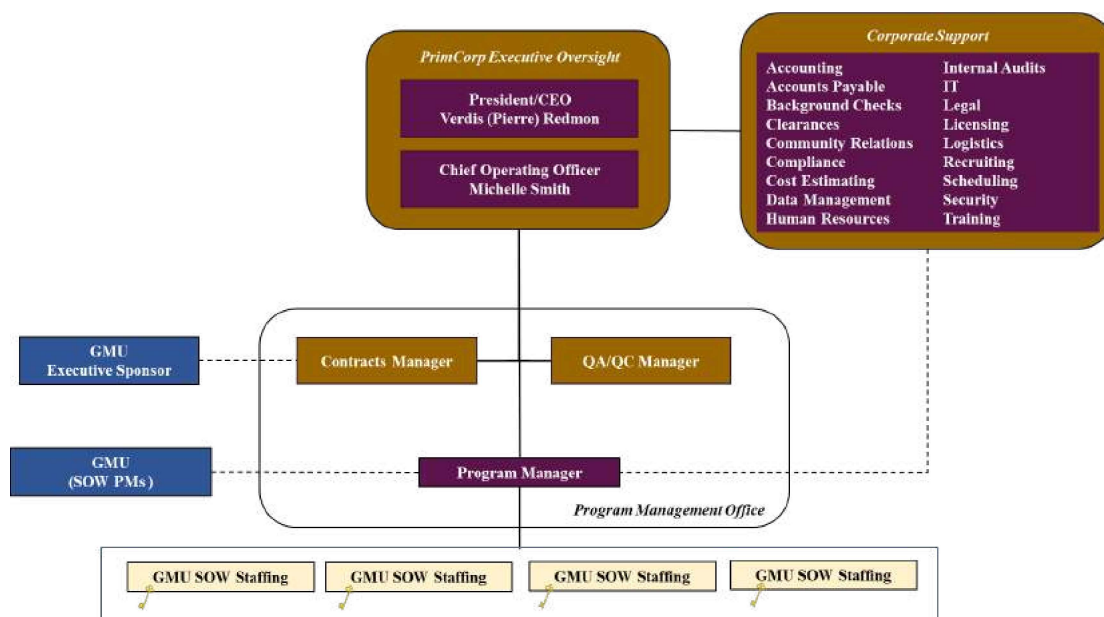 PrimCorp Executive Oversight
President/CEO
Verdis (Pierre) Redmon
Chief Operating Officer
Michelle Smith
Corporate Support
Accounting
Accounts Payable
Background Checks
Clearances
Community Relations
Compliance
Cost Estimating
Data Management
Human Resources
Internal Audits
IT
Legal
Licensing
Logistics
Recruiting
Scheduling
Security
Training
GMU
Executive Sponsor
Contracts Manager
QA/QC Manager
GMU
(SOW PMs)
Program Manager
Program Management Office
GMU SOW Staffing
GMU SOW Staffing
GMU SOW Staffing
GMU SOW Staffing